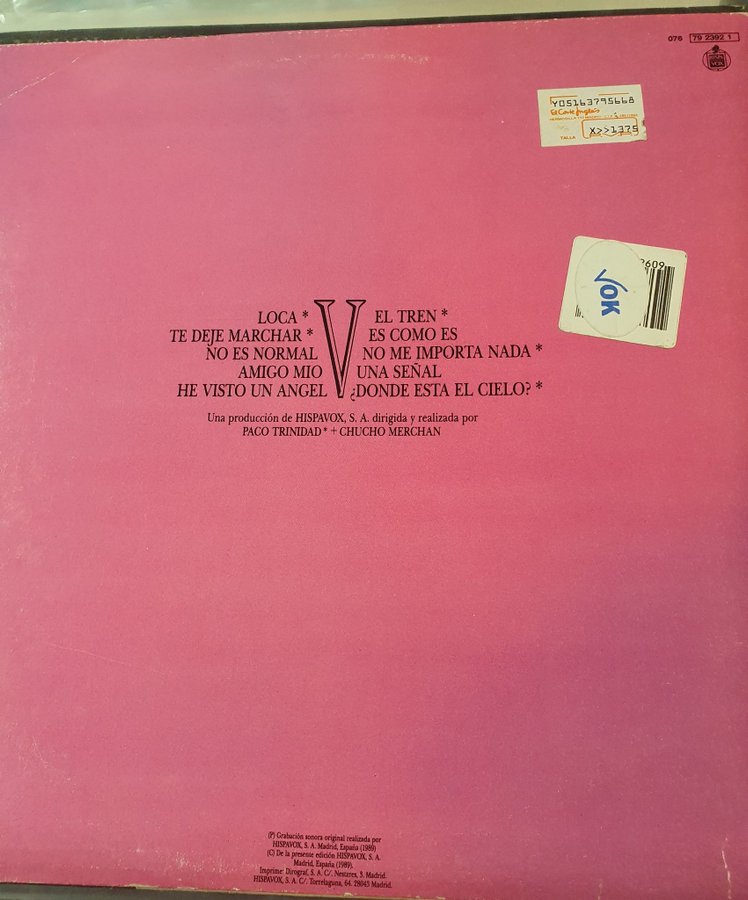 076 79 2392 1
VOX
Y05163795668
El Corte Inglés
TALLA
X>>1375
2609
VOK
V
LOCA *
TE DEJE MARCHAR *
NO ES NORMAL
AMIGO MIO
HE VISTO UN ANGEL
EL TREN *
ES COMO ES
NO ME IMPORTA NADA *
UNA SEÑAL
¿DONDE ESTA EL CIELO? *
Una producción de HISPAVOX, S. A. dirigida y realizada por
PACO TRINIDAD * + CHUCHO MERCHAN
(P) Grabación sonora original realizada por
HISPAVOX, S. A. Madrid, España (1989)
(C) De la presente edición HISPAVOX, S. A.
Madrid, España (1989).
Imprime: Dirograf, S. A. C/. Nestares, S. Madrid.
HISPAVOX, S. A. C/. Torrelaguna, 64. 28043 Madrid.